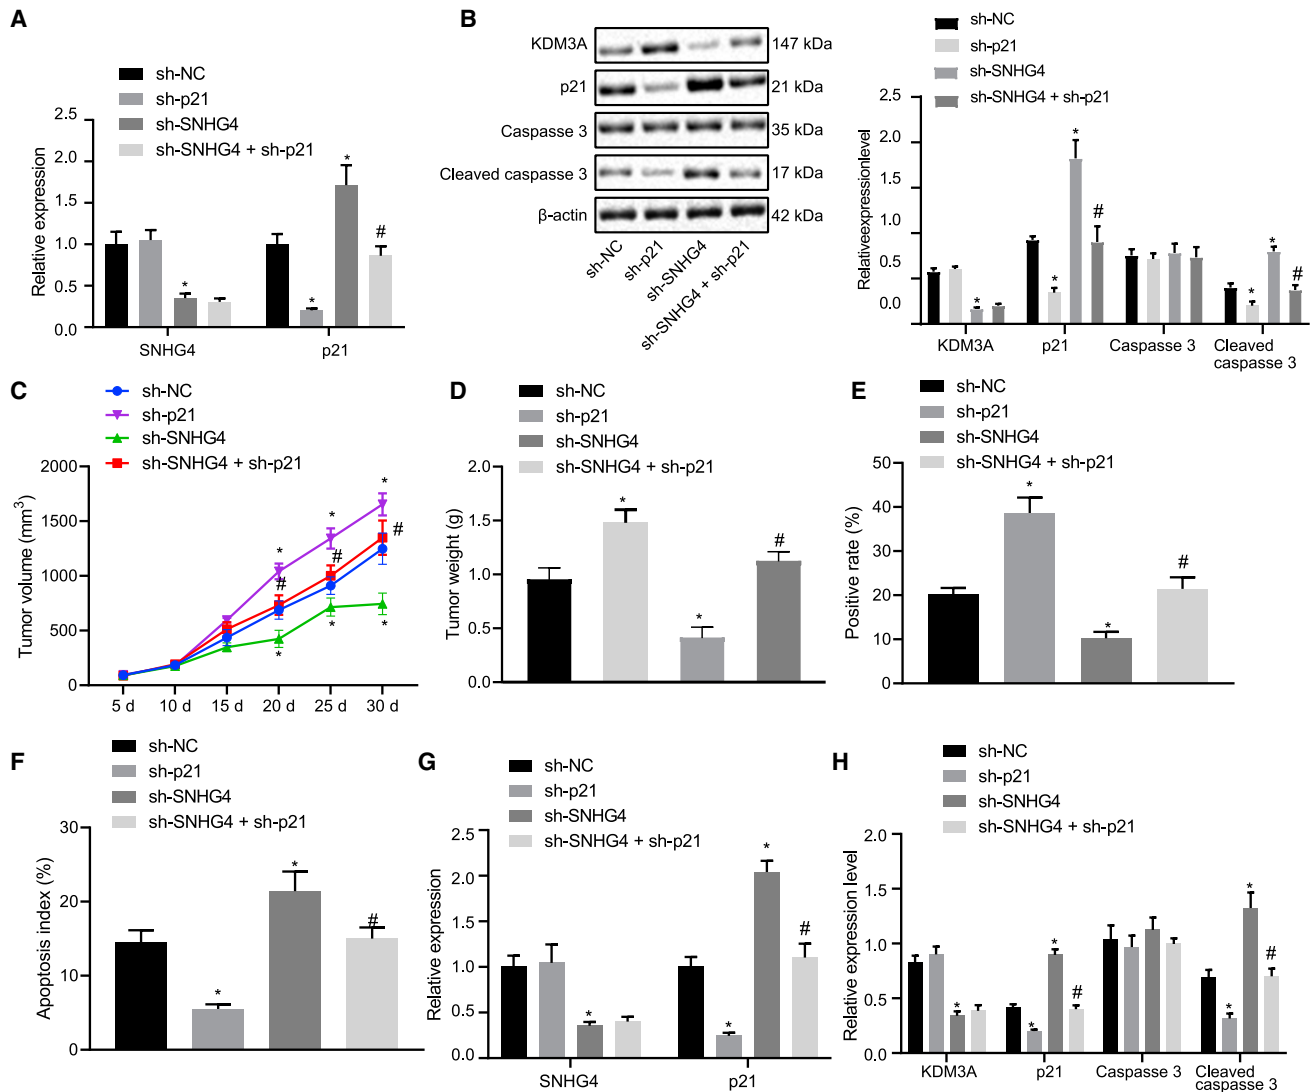 A
sh-NC
sh-p21
sh-SNHG4
sh-SNHG4 + sh-p21
Relative expression
2.5
2.0
1.5
1.0
0.5
0.0
*
*
*
#
SNHG4
p21
B
KDM3A
147 kDa
p21
21 kDa
Caspasse 3
35 kDa
Cleaved caspasse 3
17 kDa
β-actin
42 kDa
sh-NC
sh-p21
sh-SNHG4
sh-SNHG4 + sh-p21
sh-NC
sh-p21
sh-SNHG4
sh-SNHG4 + sh-p21
Relativeexpressionlevel
2.5
2.0
1.5
1.0
0.5
0.0
*
*
*
#
*
*
#
KDM3A
p21
Caspasse 3
Cleaved
caspasse 3
C
sh-NC
sh-p21
sh-SNHG4
sh-SNHG4 + sh-p21
Tumor volume (mm³)
2000
1500
1000
500
0
*
*
*
#
#
#
*
*
*
5 d
10 d
15 d
20 d
25 d
30 d
D
sh-NC
sh-p21
sh-SNHG4
sh-SNHG4 + sh-p21
Tumor weight (g)
2.0
1.5
1.0
0.5
0.0
*
*
#
E
sh-NC
sh-p21
sh-SNHG4
sh-SNHG4 + sh-p21
Positive rate (%)
50
40
30
20
10
0
*
*
#
F
sh-NC
sh-p21
sh-SNHG4
sh-SNHG4 + sh-p21
Apoptosis index (%)
30
20
10
0
*
*
#
G
sh-NC
sh-p21
sh-SNHG4
sh-SNHG4 + sh-p21
Relative expression
2.5
2.0
1.5
1.0
0.5
0.0
*
*
*
#
SNHG4
p21
H
sh-NC
sh-p21
sh-SNHG4
sh-SNHG4 + sh-p21
Relative expression level
2.0
1.5
1.0
0.5
0.0
*
*
*
#
*
*
#
KDM3A
p21
Caspasse 3
Cleaved
caspasse 3